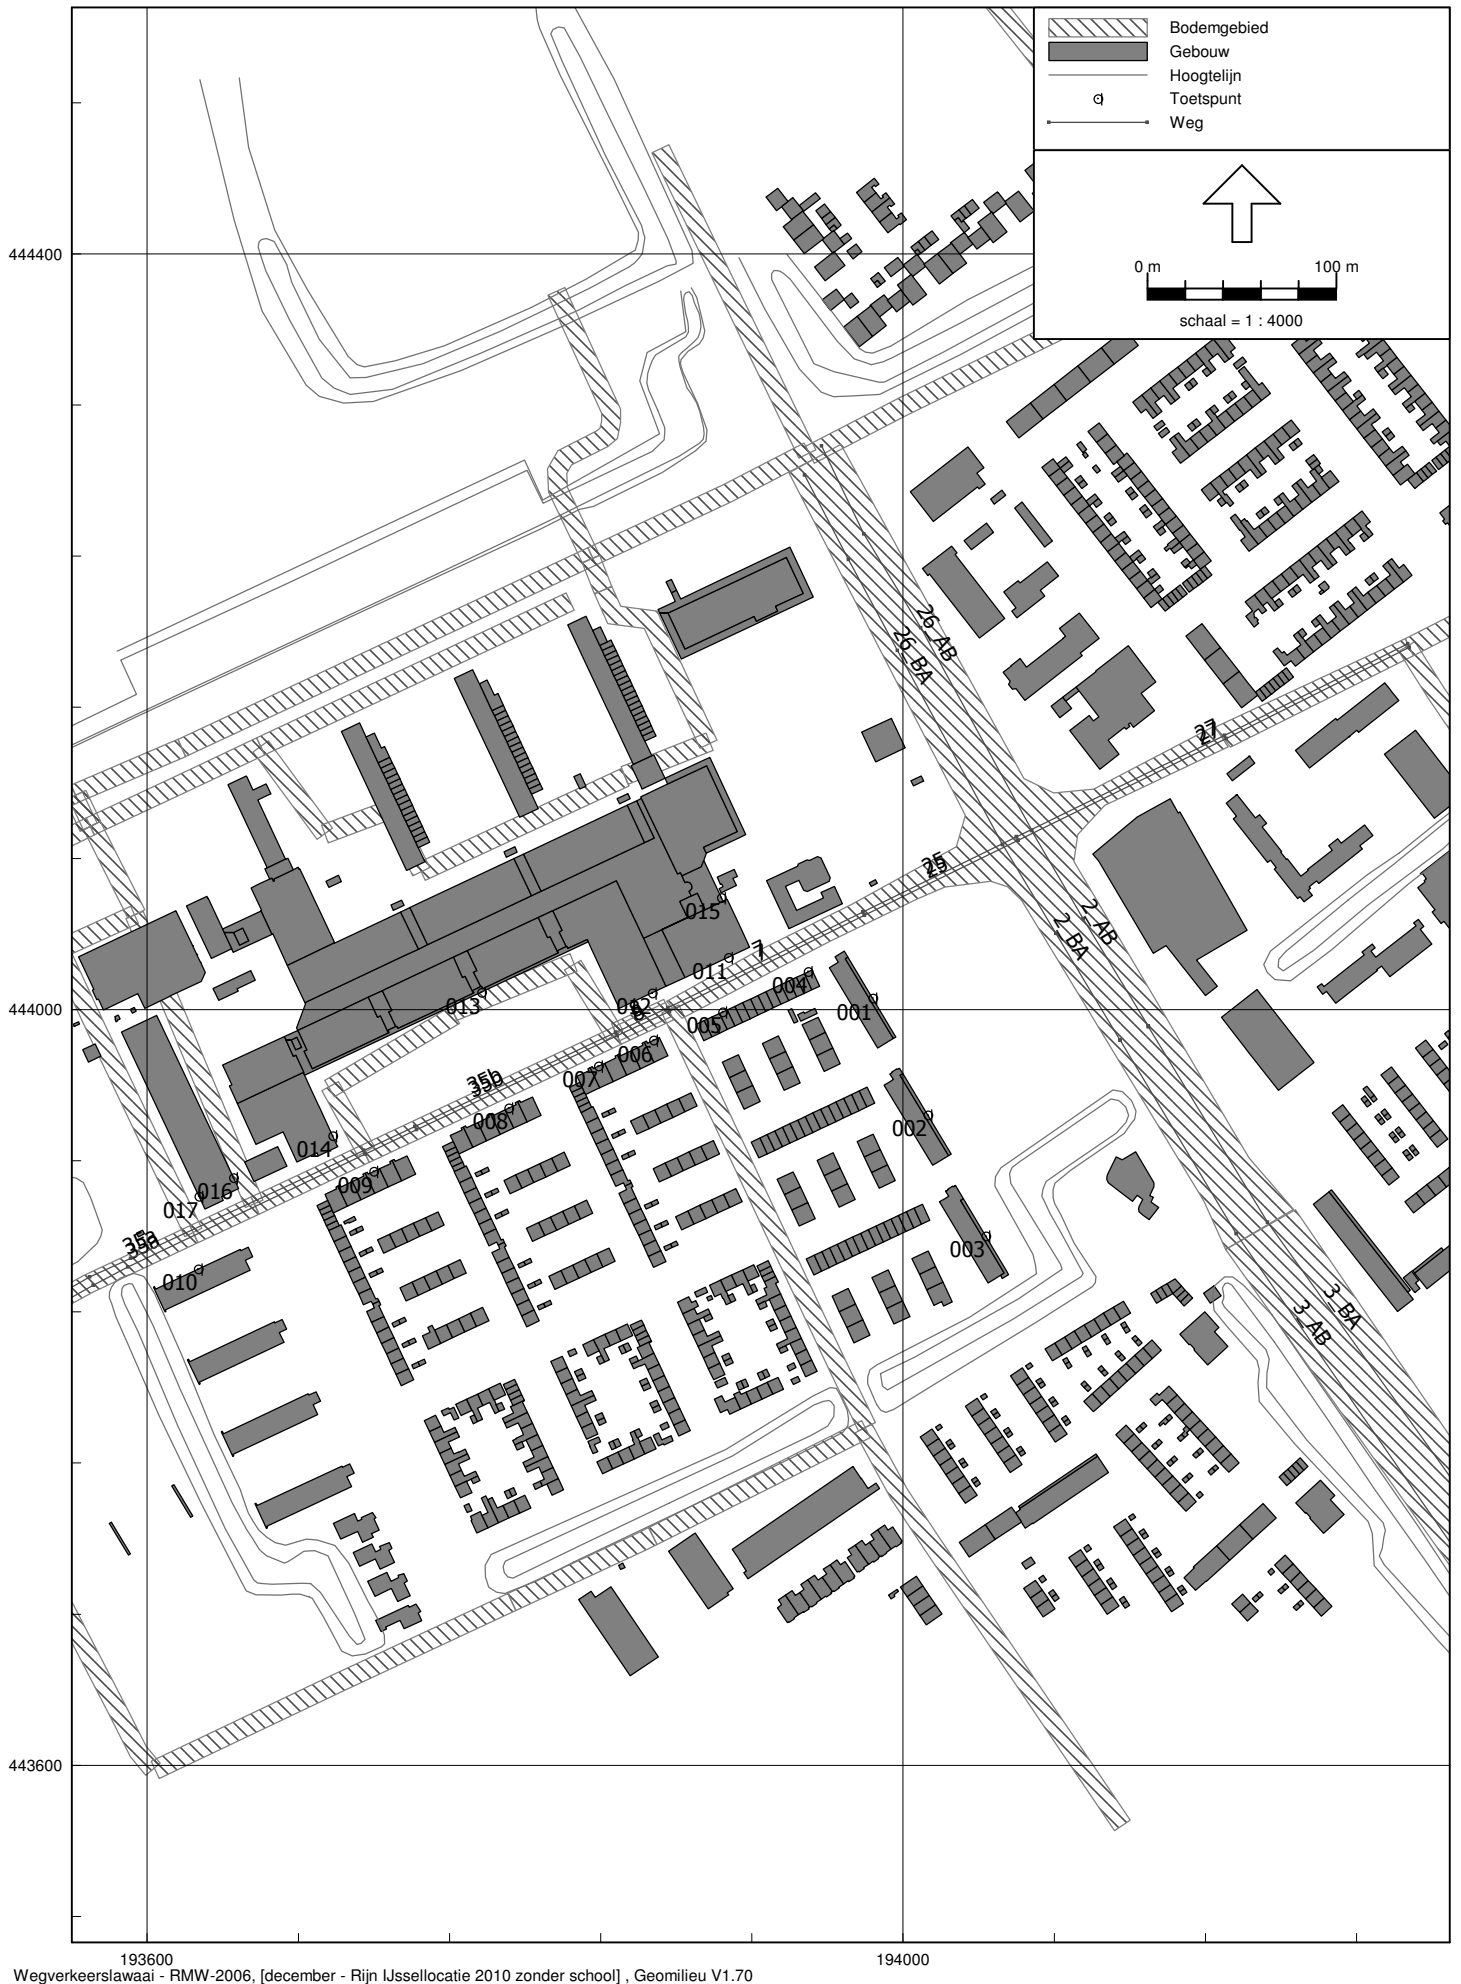 Bodemgebied
Gebouw
Hoogtelijn
Toetspunt
Weg
0 m 100 m
schaal = 1 : 4000
444400
26_AB
26_BA
27
25
2_AB
2_BA
015
011
1
004
013
012
005
001
444000
006
007
35b
008
002
014
009
016
017
35a
003
010
3_BA
3_AB
443600
193600 194000
Wegverkeerslawaai - RMW-2006, [december - Rijn IJssellocatie 2010 zonder school] , Geomilieu V1.70